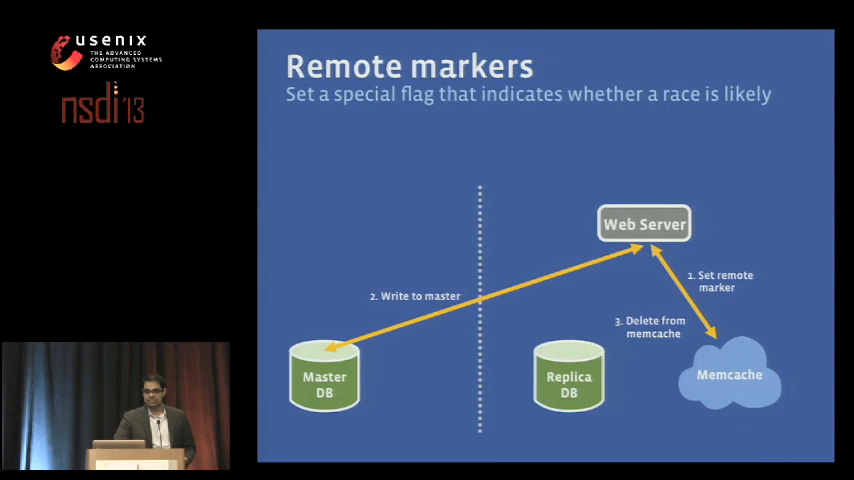 usenix
THE ADVANCED
COMPUTING SYSTEMS
ASSOCIATION
nsdi '13
Remote markers
Set a special flag that indicates whether a race is likely
Web Server
1. Set remote
marker
2. Write to master
3. Delete from
memcache
Master
DB
Replica
DB
Memcache